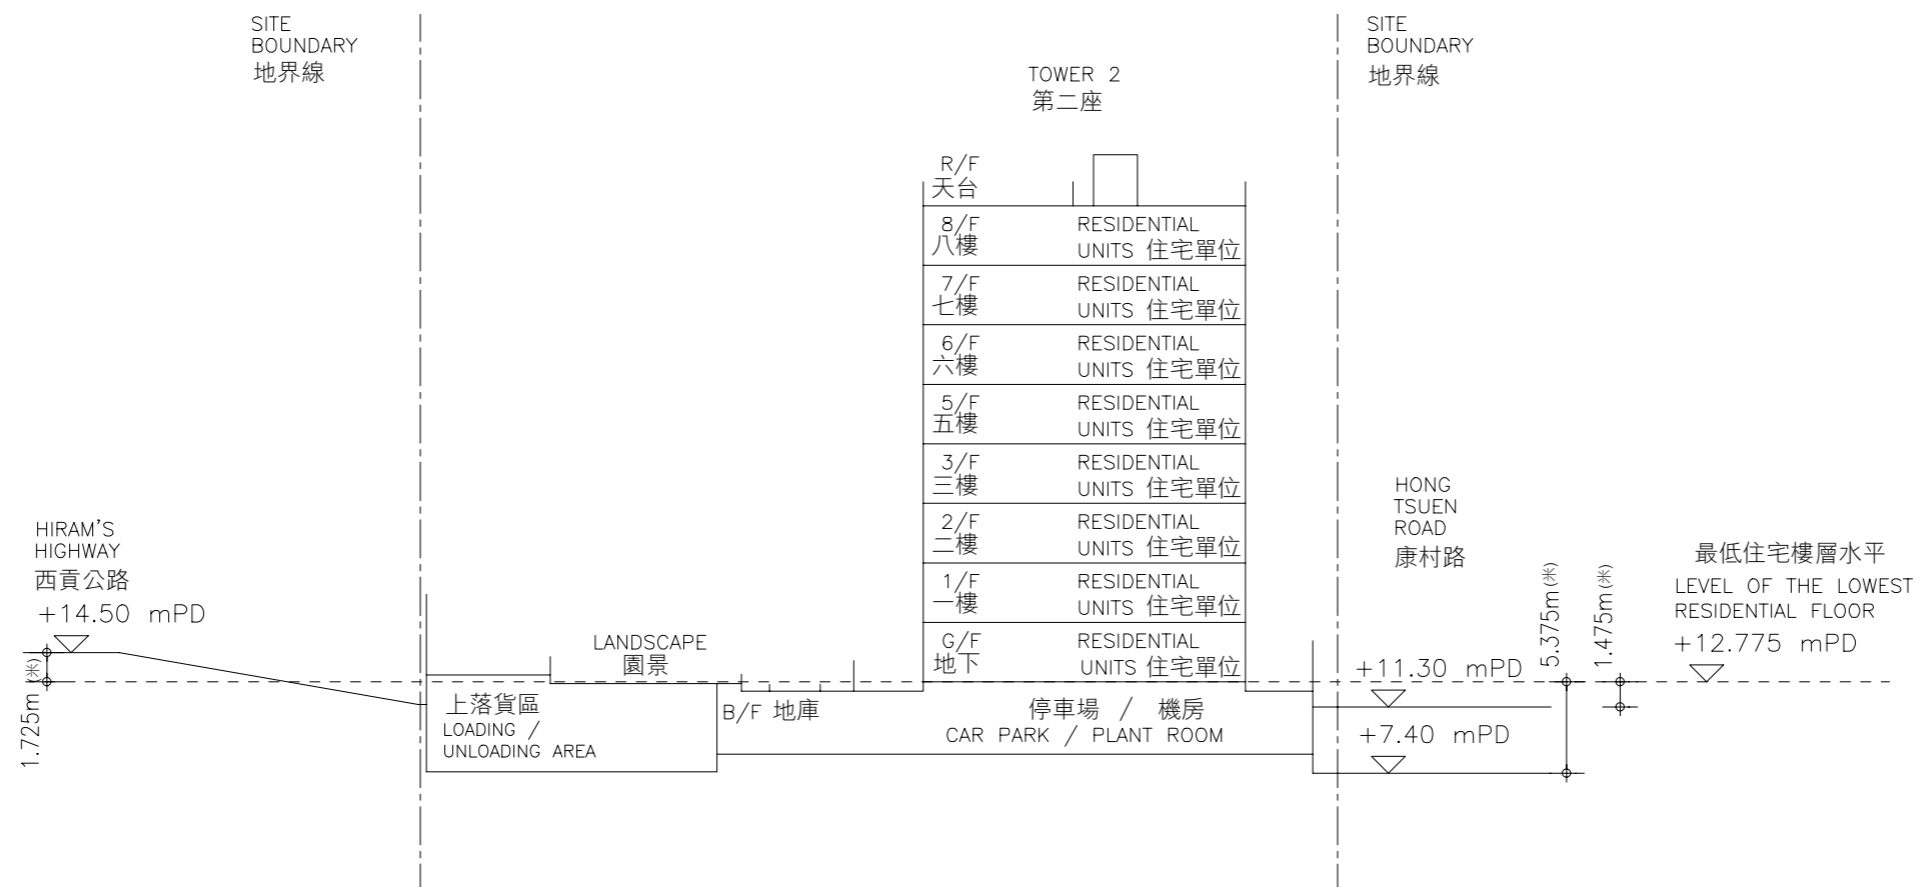 SITE
BOUNDARY
地界線
SITE
BOUNDARY
地界線
TOWER 2
第二座
R/F
天台
8/F
八樓
RESIDENTIAL
UNITS 住宅單位
7/F
七樓
RESIDENTIAL
UNITS 住宅單位
6/F
六樓
RESIDENTIAL
UNITS 住宅單位
5/F
五樓
RESIDENTIAL
UNITS 住宅單位
3/F
三樓
RESIDENTIAL
UNITS 住宅單位
2/F
二樓
RESIDENTIAL
UNITS 住宅單位
1/F
一樓
RESIDENTIAL
UNITS 住宅單位
G/F
地下
RESIDENTIAL
UNITS 住宅單位
HIRAM'S
HIGHWAY
西貢公路
+14.50 mPD
1.725m(米)
LANDSCAPE
園景
上落貨區
LOADING /
UNLOADING AREA
B/F 地庫
停車場 / 機房
CAR PARK / PLANT ROOM
HONG
TSUEN
ROAD
康村路
+11.30 mPD
+7.40 mPD
5.375m(米)
1.475m(米)
最低住宅樓層水平
LEVEL OF THE LOWEST
RESIDENTIAL FLOOR
+12.775 mPD